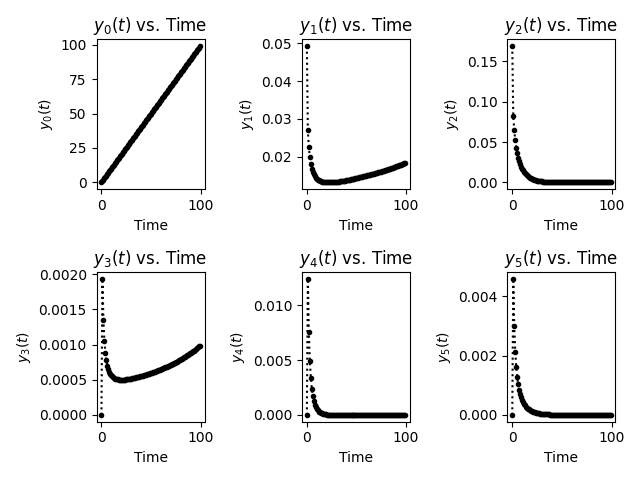 y₀(t) vs. Time
y₁(t) vs. Time
y₂(t) vs. Time
100
75
50
25
0
y₀(t)
0
100
Time
0.05
0.04
0.03
0.02
y₁(t)
0
100
Time
0.15
0.10
0.05
0.00
y₂(t)
0
100
Time
y₃(t) vs. Time
y₄(t) vs. Time
y₅(t) vs. Time
0.0020
0.0015
0.0010
0.0005
0.0000
y₃(t)
0
100
Time
0.010
0.005
0.000
y₄(t)
0
100
Time
0.004
0.002
0.000
y₅(t)
0
100
Time